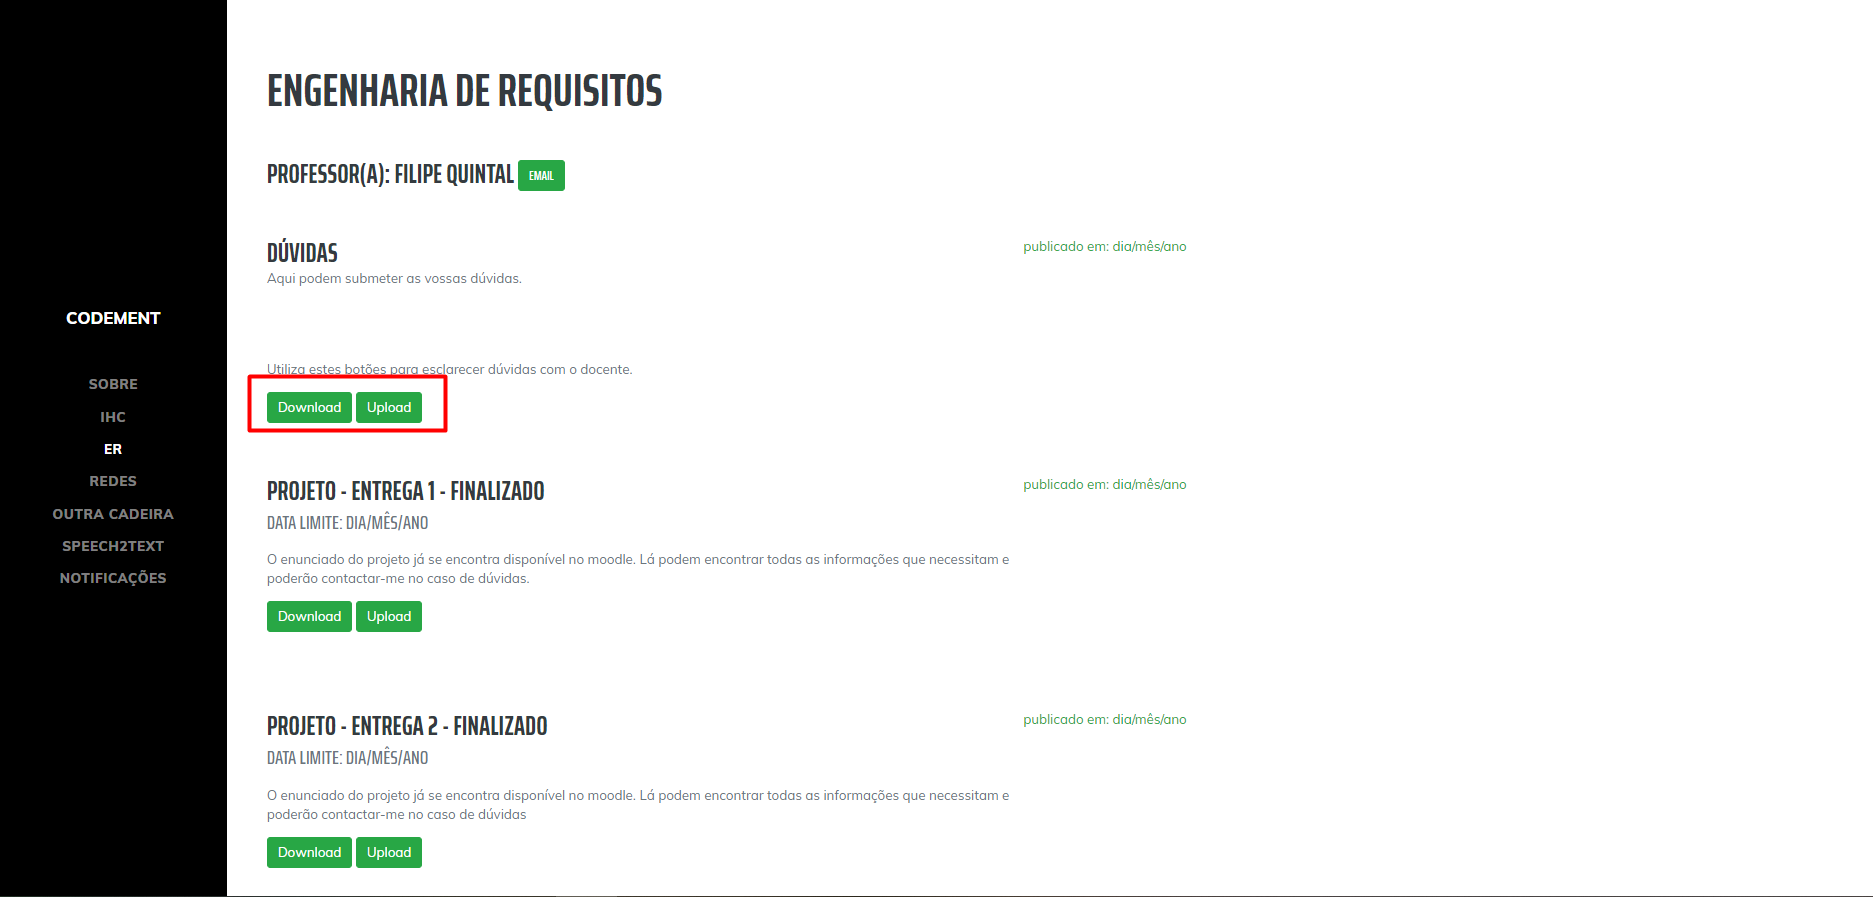 CODEMENT
SOBRE
IHC
ER
REDES
OUTRA CADEIRA
SPEECH2TEXT
NOTIFICAÇÕES
ENGENHARIA DE REQUISITOS
PROFESSOR(A): FILIPE QUINTAL EMAIL
DÚVIDAS
publicado em: dia/mês/ano
Aqui podem submeter as vossas dúvidas.
Utiliza estes botões para esclarecer dúvidas com o docente.
Download Upload
PROJETO - ENTREGA 1 - FINALIZADO
publicado em: dia/mês/ano
DATA LIMITE: DIA/MÊS/ANO
O enunciado do projeto já se encontra disponível no moodle. Lá podem encontrar todas as informações que necessitam e
poderão contactar-me no caso de dúvidas.
Download Upload
PROJETO - ENTREGA 2 - FINALIZADO
publicado em: dia/mês/ano
DATA LIMITE: DIA/MÊS/ANO
O enunciado do projeto já se encontra disponível no moodle. Lá podem encontrar todas as informações que necessitam e
poderão contactar-me no caso de dúvidas
Download Upload